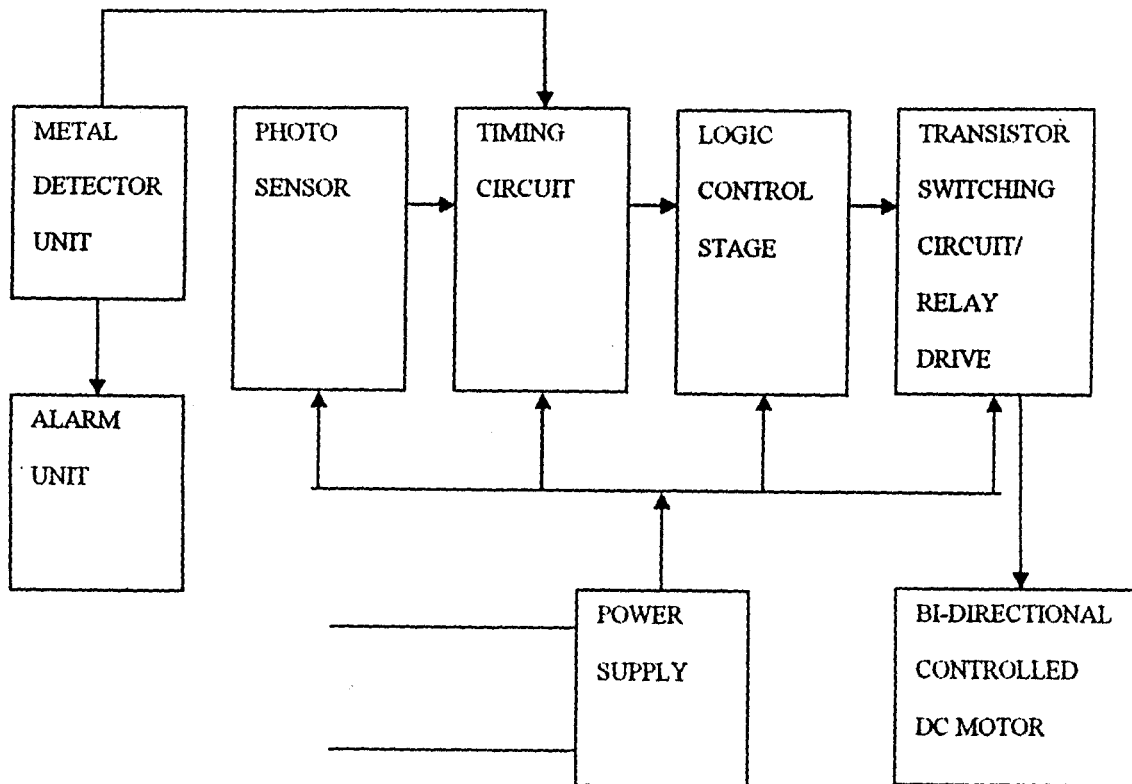 METAL
DETECTOR
UNIT
PHOTO
SENSOR
TIMING
CIRCUIT
LOGIC
CONTROL
STAGE
TRANSISTOR
SWITCHING
CIRCUIT/
RELAY
DRIVE
ALARM
UNIT
POWER
SUPPLY
BI-DIRECTIONAL
CONTROLLED
DC MOTOR